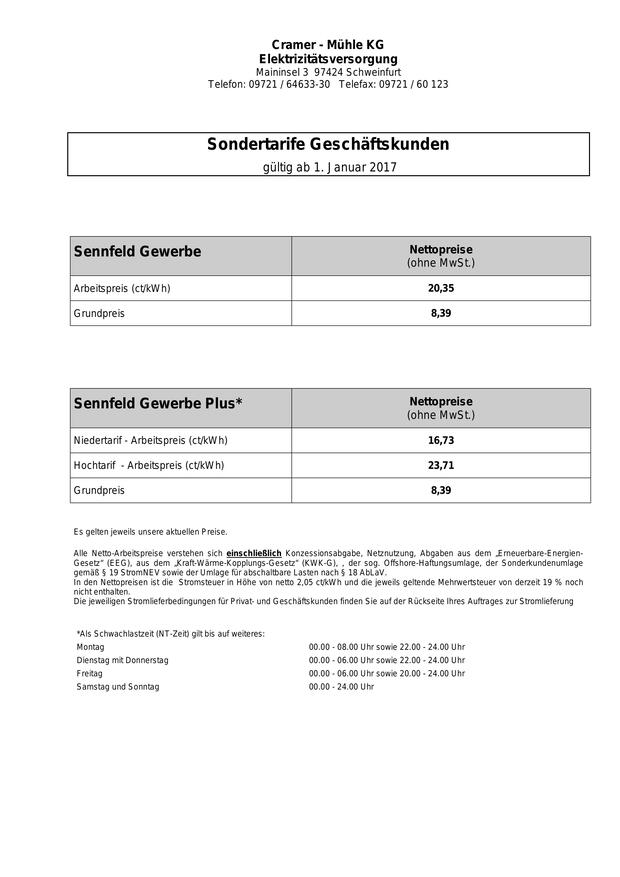 Cramer - Mühle KG
Elektrizitätsversorgung
Maininsel 3  97424 Schweinfurt
Telefon: 09721 / 64633-30   Telefax: 09721 / 60 123
Sondertarife Geschäftskunden
gültig ab 1. Januar 2017
Sennfeld Gewerbe
Nettopreise
(ohne MwSt.)
Arbeitspreis (ct/kWh) 20,35
Grundpreis 8,39
Sennfeld Gewerbe Plus*
Nettopreise
(ohne MwSt.)
Niedertarif - Arbeitspreis (ct/kWh) 16,73
Hochtarif  - Arbeitspreis (ct/kWh) 23,71
Grundpreis 8,39
Es gelten jeweils unsere aktuellen Preise.
Alle Netto-Arbeitspreise verstehen sich einschließlich Konzessionsabgabe, Netznutzung, Abgaben aus dem „Erneuerbare-Energien-
Gesetz“ (EEG), aus dem „Kraft-Wärme-Kopplungs-Gesetz“ (KWK-G), , der sog. Offshore-Haftungsumlage, der Sonderkundenumlage
gemäß § 19 StromNEV sowie der Umlage für abschaltbare Lasten nach § 18 AbLaV.
In den Nettopreisen ist die  Stromsteuer in Höhe von netto 2,05 ct/kWh und die jeweils geltende Mehrwertsteuer von derzeit 19 % noch
nicht enthalten.
Die jeweiligen Stromlieferbedingungen für Privat- und Geschäftskunden finden Sie auf der Rückseite Ihres Auftrages zur Stromlieferung
*Als Schwachlastzeit (NT-Zeit) gilt bis auf weiteres:
Montag 00.00 - 08.00 Uhr sowie 22.00 - 24.00 Uhr
Dienstag mit Donnerstag 00.00 - 06.00 Uhr sowie 22.00 - 24.00 Uhr
Freitag 00.00 - 06.00 Uhr sowie 20.00 - 24.00 Uhr
Samstag und Sonntag 00.00 - 24.00 Uhr